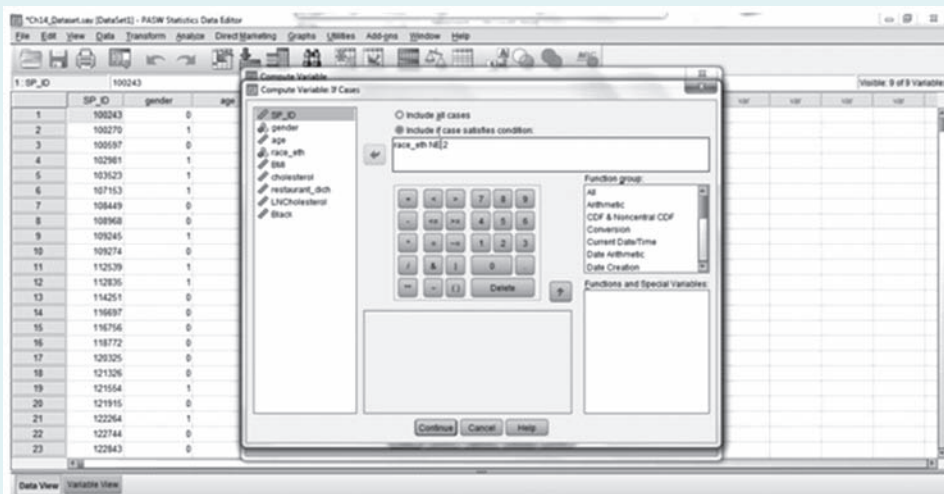 *Ch14_Dataset.sav [DataSet1] - PASW Statistics Data Editor
File Edit View Data Transform Analyze Direct Marketing Graphs Utilities Add-ons Window Help
1 : SP_ID 100243 Visible: 9 of 9 Variable
SP_ID gender age var var var var
1 100243 0
2 100270 1
3 100597 0
4 102981 1
5 103523 1
6 107153 1
7 108449 0
8 108968 0
9 109245 1
10 109274 0
11 112539 1
12 112835 1
13 114251 0
14 116697 0
15 116756 0
16 118772 0
17 120325 0
18 121326 0
19 121554 1
20 121915 0
21 122264 1
22 122744 0
23 122843 0
Compute Variable
Compute Variable: If Cases
SP_ID
gender
age
race_eth
BMI
cholesterol
restaurant_dich
LNCholesterol
Black
Include all cases
Include if case satisfies condition:
race_eth NE 2
+ < > 7 8 9
- <= >= 4 5 6
* = ~= 1 2 3
/ & | 0 .
** ~ ( ) Delete
Function group:
All
Arithmetic
CDF & Noncentral CDF
Conversion
Current Date/Time
Date Arithmetic
Date Creation
Functions and Special Variables:
Continue Cancel Help
Data View Variable View